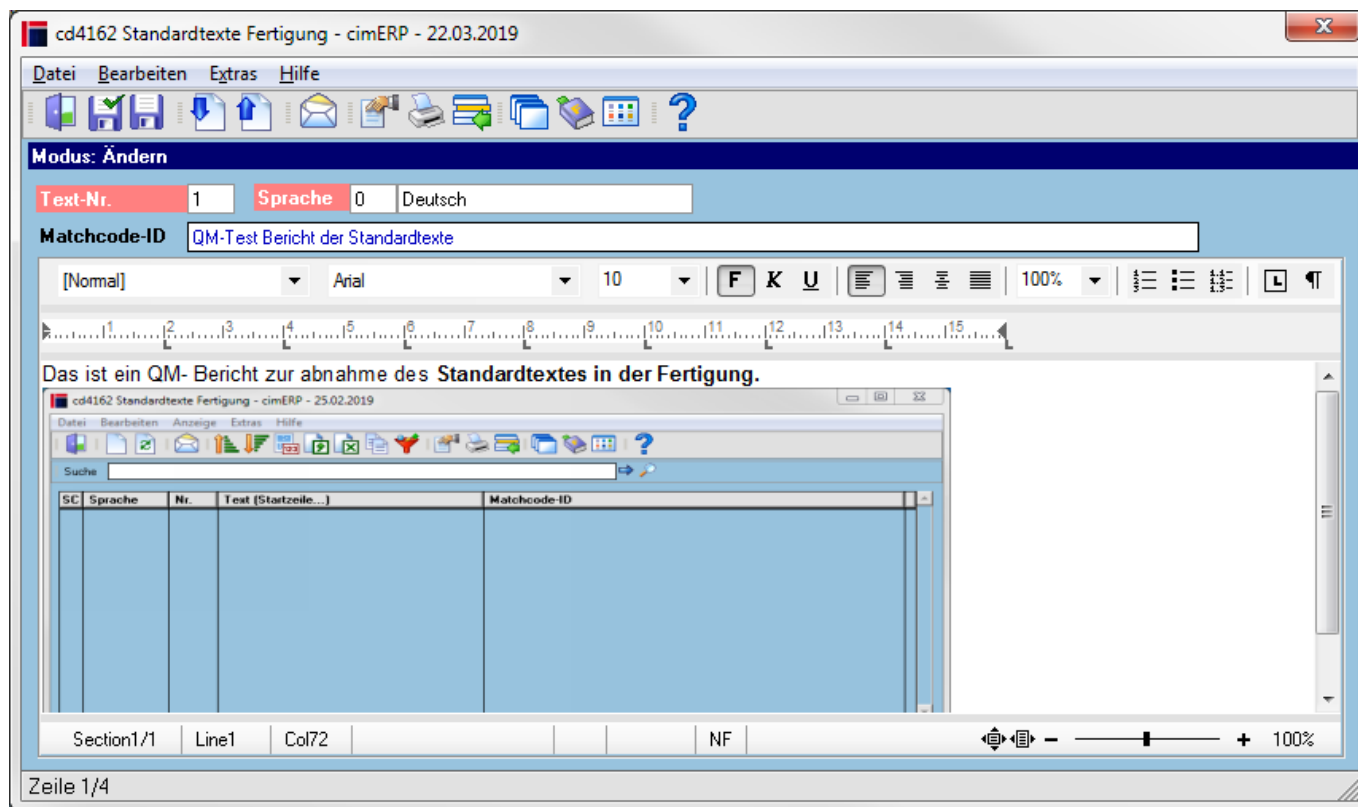 cd4162 Standardtexte Fertigung - cimERP - 22.03.2019
Datei Bearbeiten Extras Hilfe
Modus: Ändern
Text-Nr. 1 Sprache 0 Deutsch
Matchcode-ID QM-Test Bericht der Standardtexte
[Normal] Arial 10 F K U 100%
1 2 3 4 5 6 7 8 9 10 11 12 13 14 15
Das ist ein QM- Bericht zur abnahme des Standardtextes in der Fertigung.
cd4162 Standardtexte Fertigung - cimERP - 25.02.2019
Datei Bearbeiten Anzeige Extras Hilfe
Suche
SC Sprache Nr. Text (Startzeile...) Matchcode-ID
Section1/1 Line1 Col72 NF 100%
Zeile 1/4